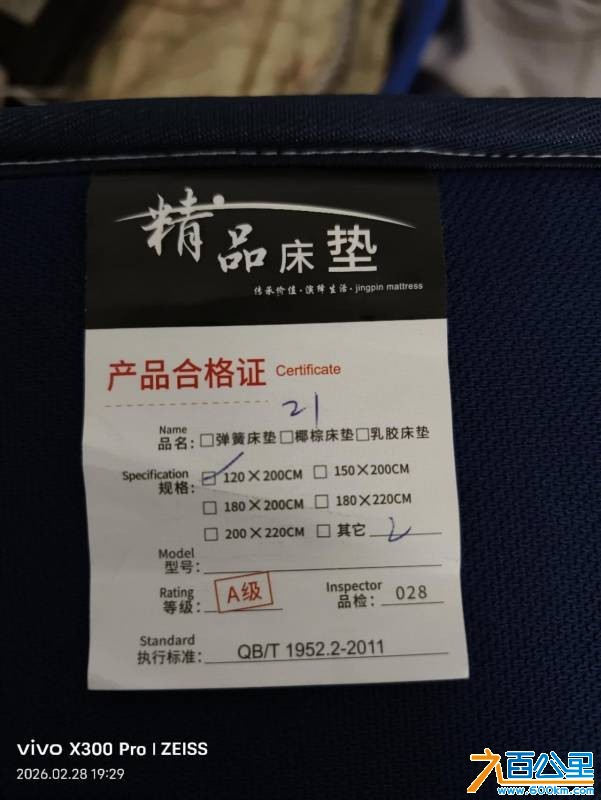 精品床垫
传承价值·演绎生活·jingpin mattress
产品合格证 Certificate
21
Name
品名：□弹簧床垫□椰棕床垫□乳胶床垫
Specification
规格：
☑ 120×200CM □ 150×200CM
□ 180×200CM □ 180×220CM
□ 200×220CM □ 其它
Model
型号：
Rating
等级： A级
Inspector
品检： 028
Standard
执行标准： QB/T 1952.2-2011
vivo X300 Pro | ZEISS
2026.02.28 19:29
九百公里
www.600km.com